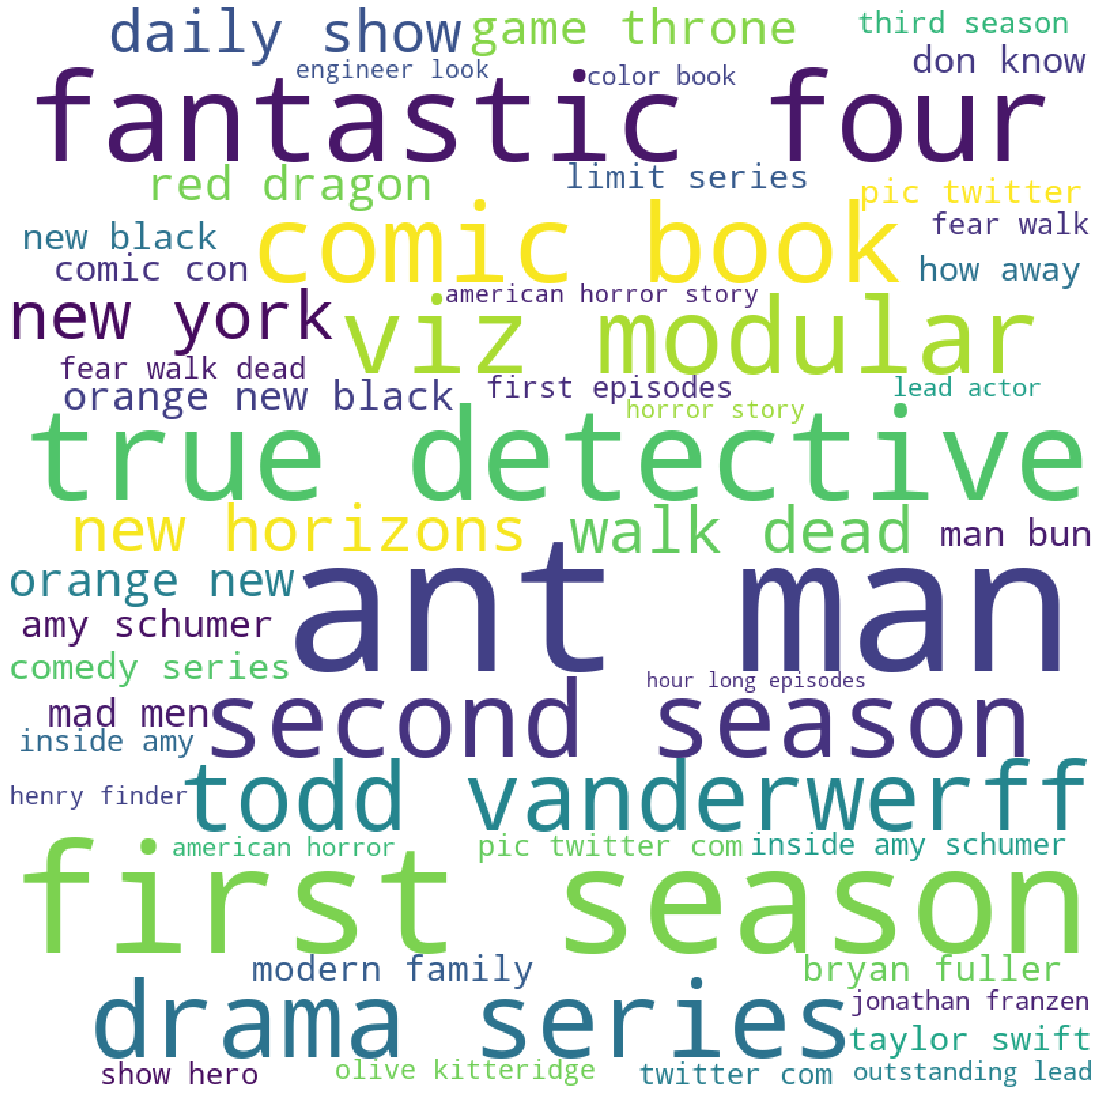 daily show
game throne
third season
don know
engineer look
color book
fantastic four
red dragon
limit series
pic twitter
new black
comic book
fear walk
comic con
how away
american horror story
new york
viz modular
fear walk dead
orange new black
first episodes
lead actor
horror story
true detective
new horizons
walk dead
man bun
orange new
ant man
amy schumer
comedy series
hour long episodes
mad men
second season
inside amy
henry finder
todd vanderwerff
american horror
pic twitter com
inside amy schumer
first season
modern family
bryan fuller
drama series
jonathan franzen
taylor swift
show hero
olive kitteridge
twitter com
outstanding lead